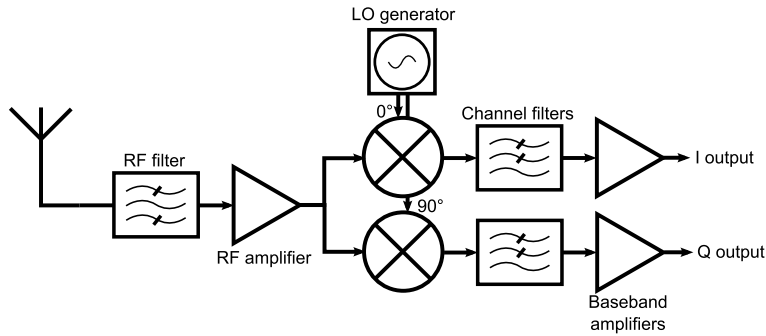 LO generator
0°
Channel filters
RF filter
I output
90°
RF amplifier
Q output
Baseband
amplifiers